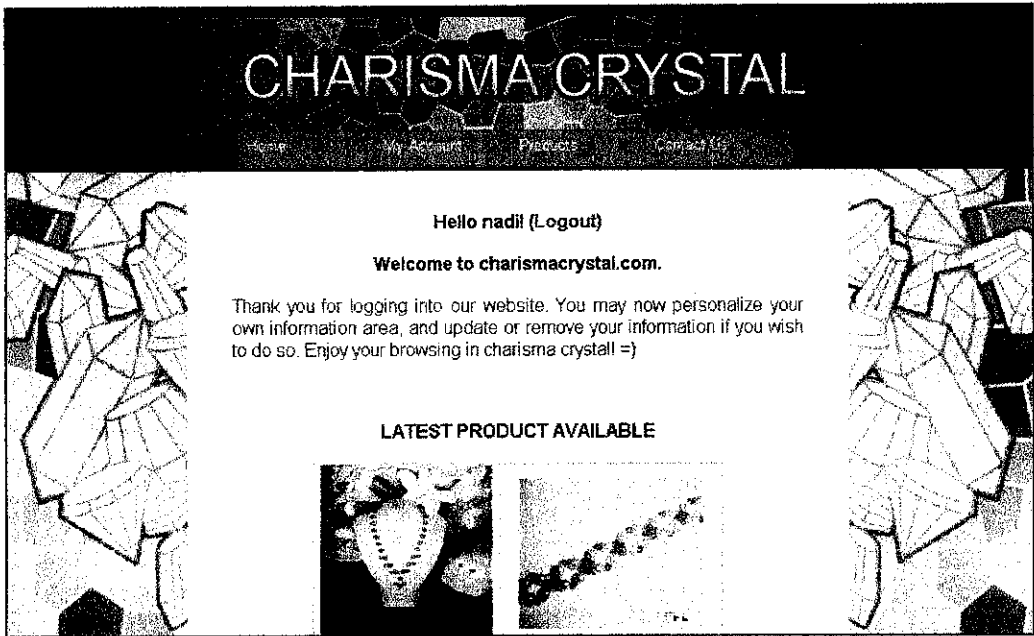 CHARISMA CRYSTAL
Home My Account Products Contact Us
Hello nadi! (Logout)
Welcome to charismacrystal.com.
Thank you for logging into our website. You may now personalize your
own information area, and update or remove your information if you wish
to do so. Enjoy your browsing in charisma crystal! =)
LATEST PRODUCT AVAILABLE